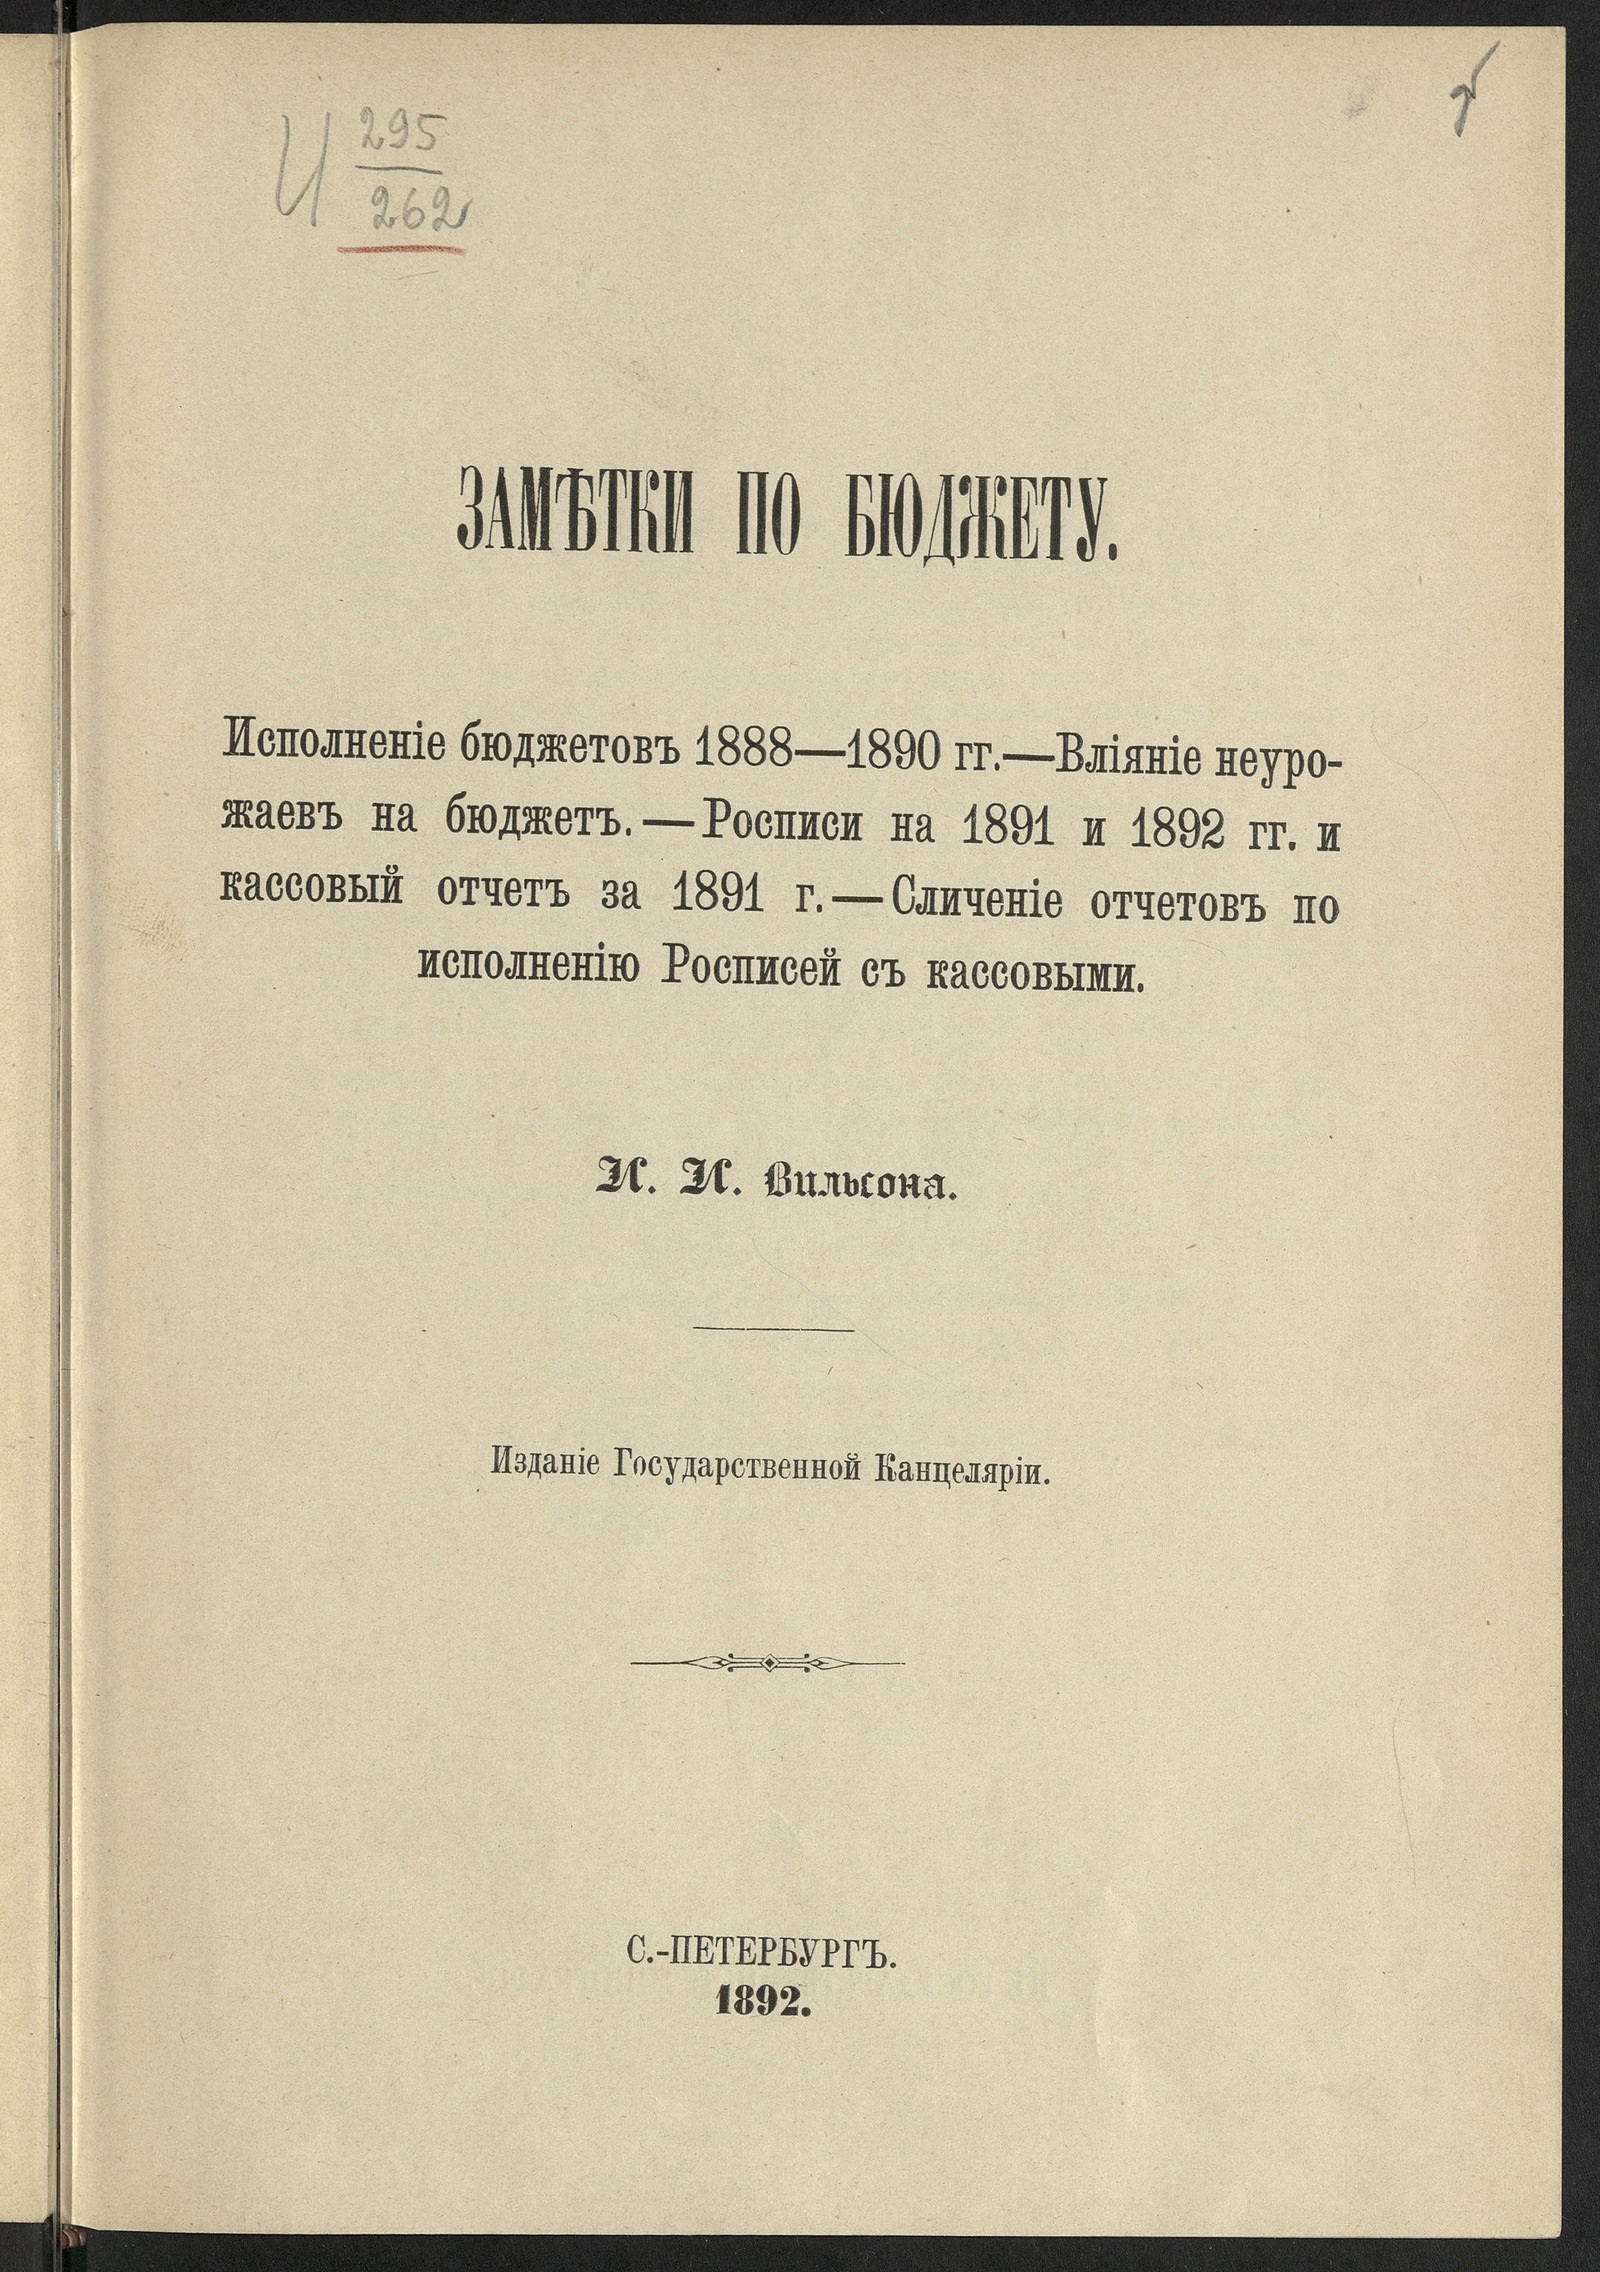 И 295
262
ЗАМѢТКИ ПО БЮДЖЕТУ.
Исполненіе бюджетовъ 1888—1890 гг.—Вліяніе неуро-
жаевъ на бюджетъ.—Росписи на 1891 и 1892 гг. и
кассовый отчетъ за 1891 г.—Сличеніе отчетовъ по
исполненію Росписей съ кассовыми.
И. И. Вильсона.
Изданіе Государственной Канцеляріи.
С.-ПЕТЕРБУРГЪ.
1892.